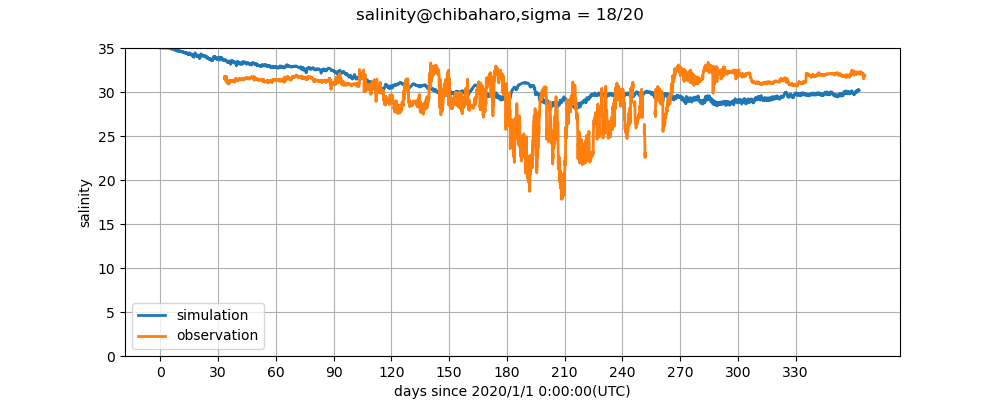 salinity@chibaharo,sigma = 18/20
35
30
25
20
15
10
5
0
salinity
simulation
observation
0 30 60 90 120 150 180 210 240 270 300 330
days since 2020/1/1 0:00:00(UTC)